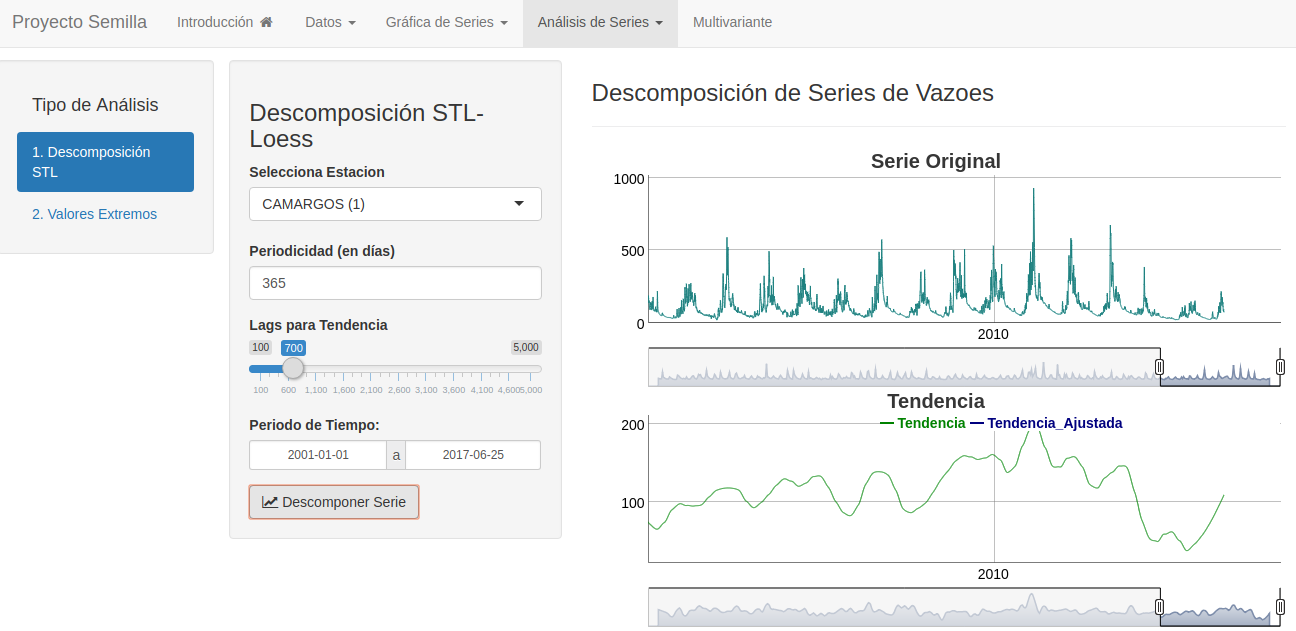 Proyecto Semilla Introducción Datos Gráfica de Series Análisis de Series Multivariante
Tipo de Análisis
1. Descomposición
STL
2. Valores Extremos
Descomposición STL-
Loess
Selecciona Estacion
CAMARGOS (1)
Periodicidad (en días)
365
Lags para Tendencia
100 700 5,000
100 600 1,100 1,600 2,100 2,600 3,100 3,600 4,100 4,600 5,000
Periodo de Tiempo:
2001-01-01 a 2017-06-25
Descomponer Serie
Descomposición de Series de Vazoes
Serie Original
1000
500
0
2010
Tendencia
Tendencia Tendencia_Ajustada
200
100
2010